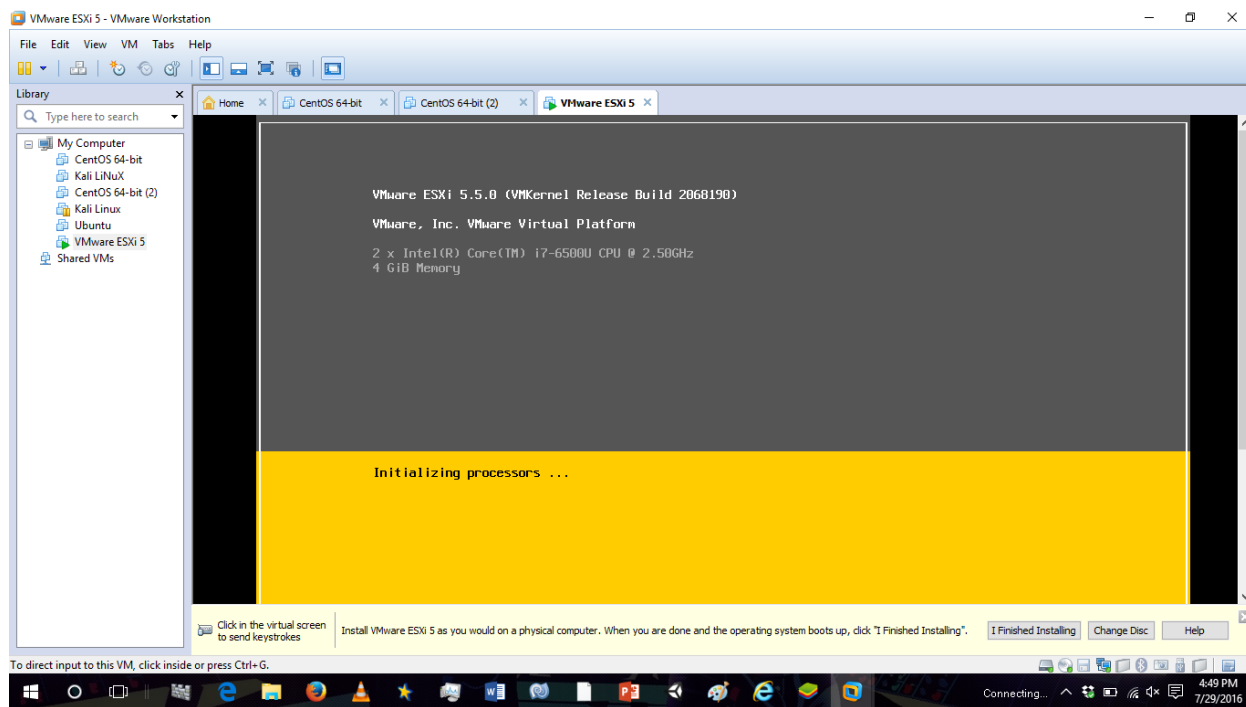 VMware ESXi 5 - VMware Workstation
File Edit View VM Tabs Help
Library
Type here to search
My Computer
CentOS 64-bit
Kali LiNuX
CentOS 64-bit (2)
Kali Linux
Ubuntu
VMware ESXi 5
Shared VMs
Home
CentOS 64-bit
CentOS 64-bit (2)
VMware ESXi 5
VMware ESXi 5.5.0 (VMKernel Release Build 2068190)
VMware, Inc. VMware Virtual Platform
2 x Intel(R) Core(TM) i7-6500U CPU @ 2.50GHz
4 GiB Memory
Initializing processors ...
Click in the virtual screen
to send keystrokes
Install VMware ESXi 5 as you would on a physical computer. When you are done and the operating system boots up, click "I Finished Installing".
I Finished Installing
Change Disc
Help
To direct input to this VM, click inside or press Ctrl+G.
Connecting...
4:49 PM
7/29/2016